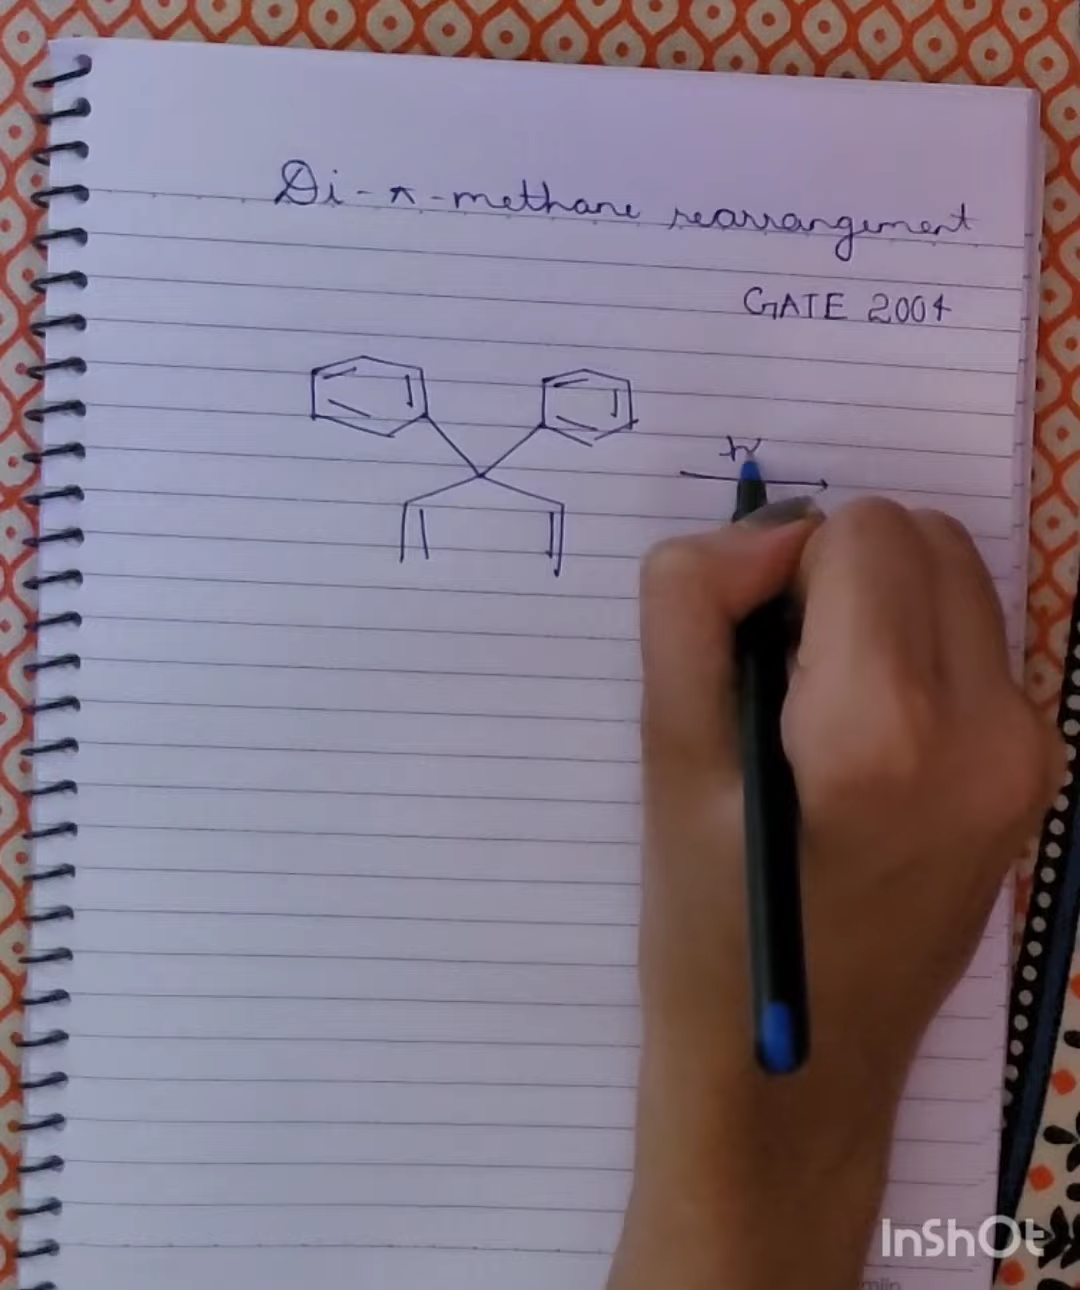 Di-π-methane rearrangement
GATE 2004
hν
InShOt